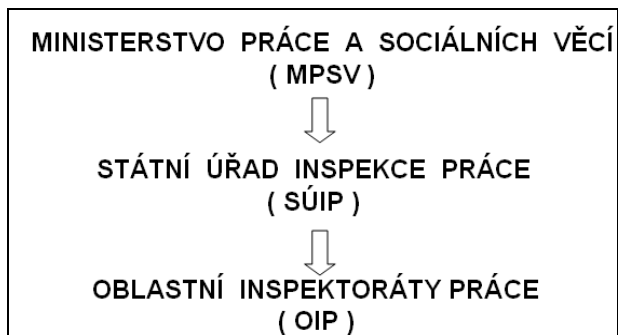 MINISTERSTVO PRÁCE A SOCIÁLNÍCH VĚCÍ
( MPSV )
STÁTNÍ ÚŘAD INSPEKCE PRÁCE
( SÚIP )
OBLASTNÍ INSPEKTORÁTY PRÁCE
( OIP )